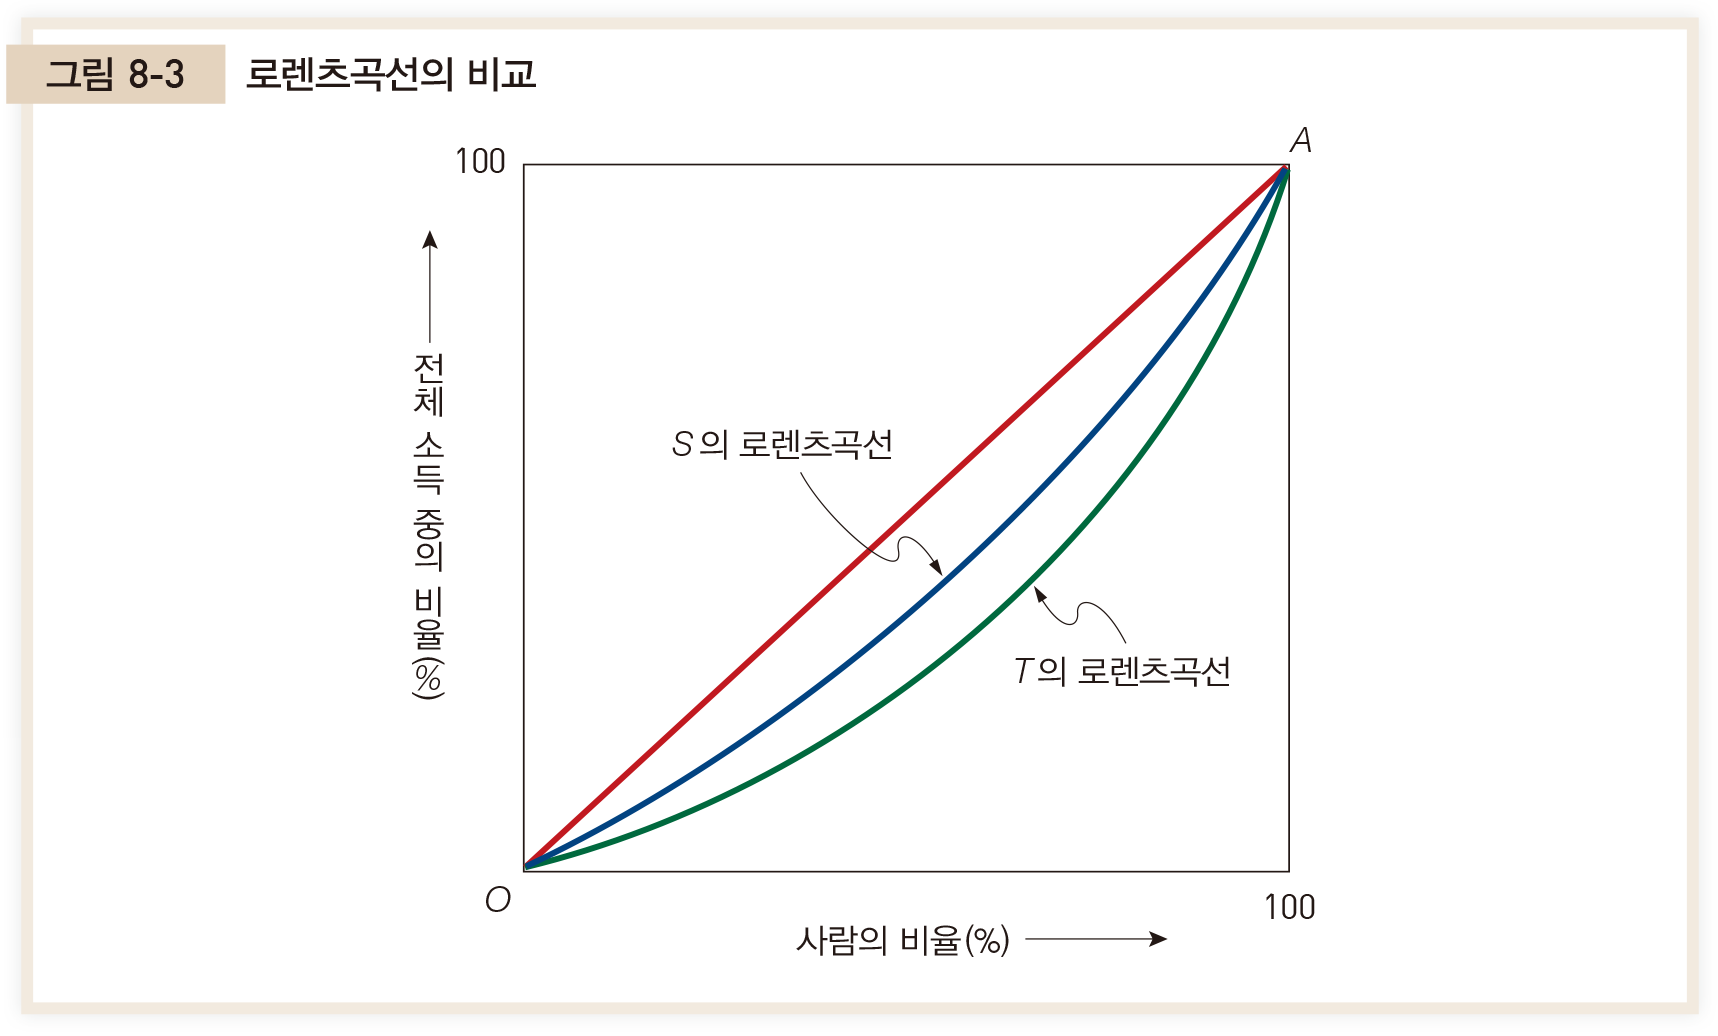 그림 8-3 로렌츠곡선의 비교
A
100
전체 소득 중의 비율(%)
S의 로렌츠곡선
T의 로렌츠곡선
O
100
사람의 비율(%)